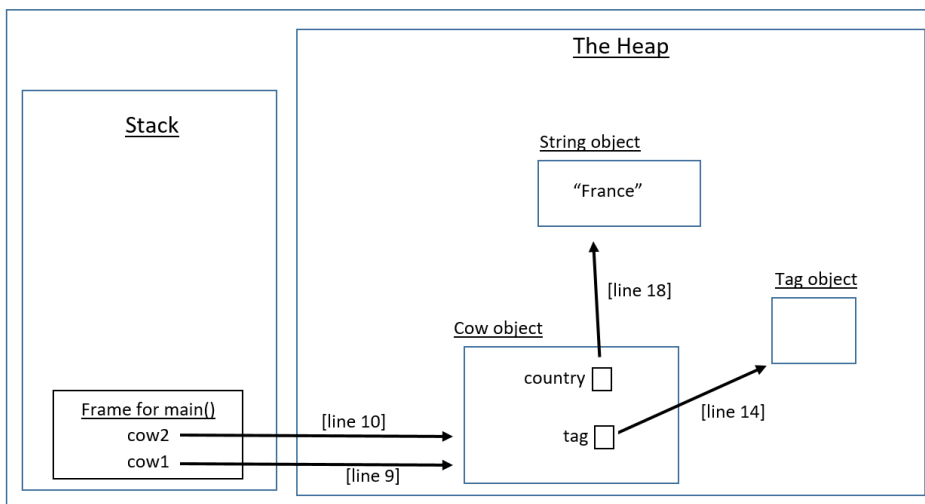 The Heap
Stack
String object
“France”
[line 18]
Tag object
Cow object
country
[line 14]
tag
Frame for main()
cow2
[line 10]
cow1
[line 9]